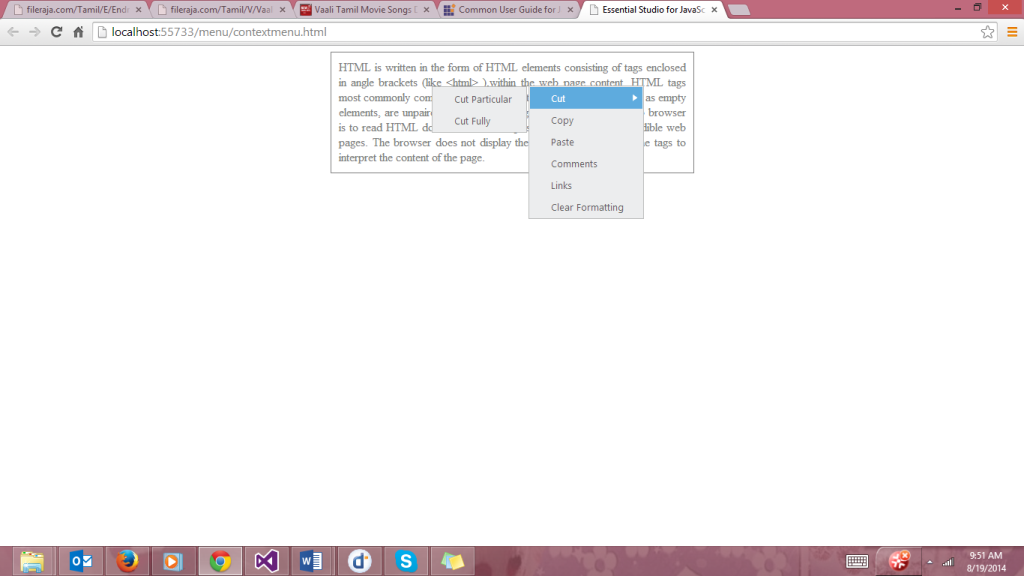 fileraja.com/Tamil/E/End
fileraja.com/Tamil/V/Vaal
Vaali Tamil Movie Songs
Common User Guide for J
Essential Studio for JavaSc
localhost:55733/menu/contextmenu.html
HTML is written in the form of HTML elements consisting of tags enclosed
in angle brackets (like <html> ),within the web page content. HTML tags
most commonly com as empty
elements, are unpair browser
is to read HTML do dible web
pages. The browser does not display the e tags to
interpret the content of the page.
Cut Particular
Cut Fully
Cut
Copy
Paste
Comments
Links
Clear Formatting
9:51 AM
8/19/2014